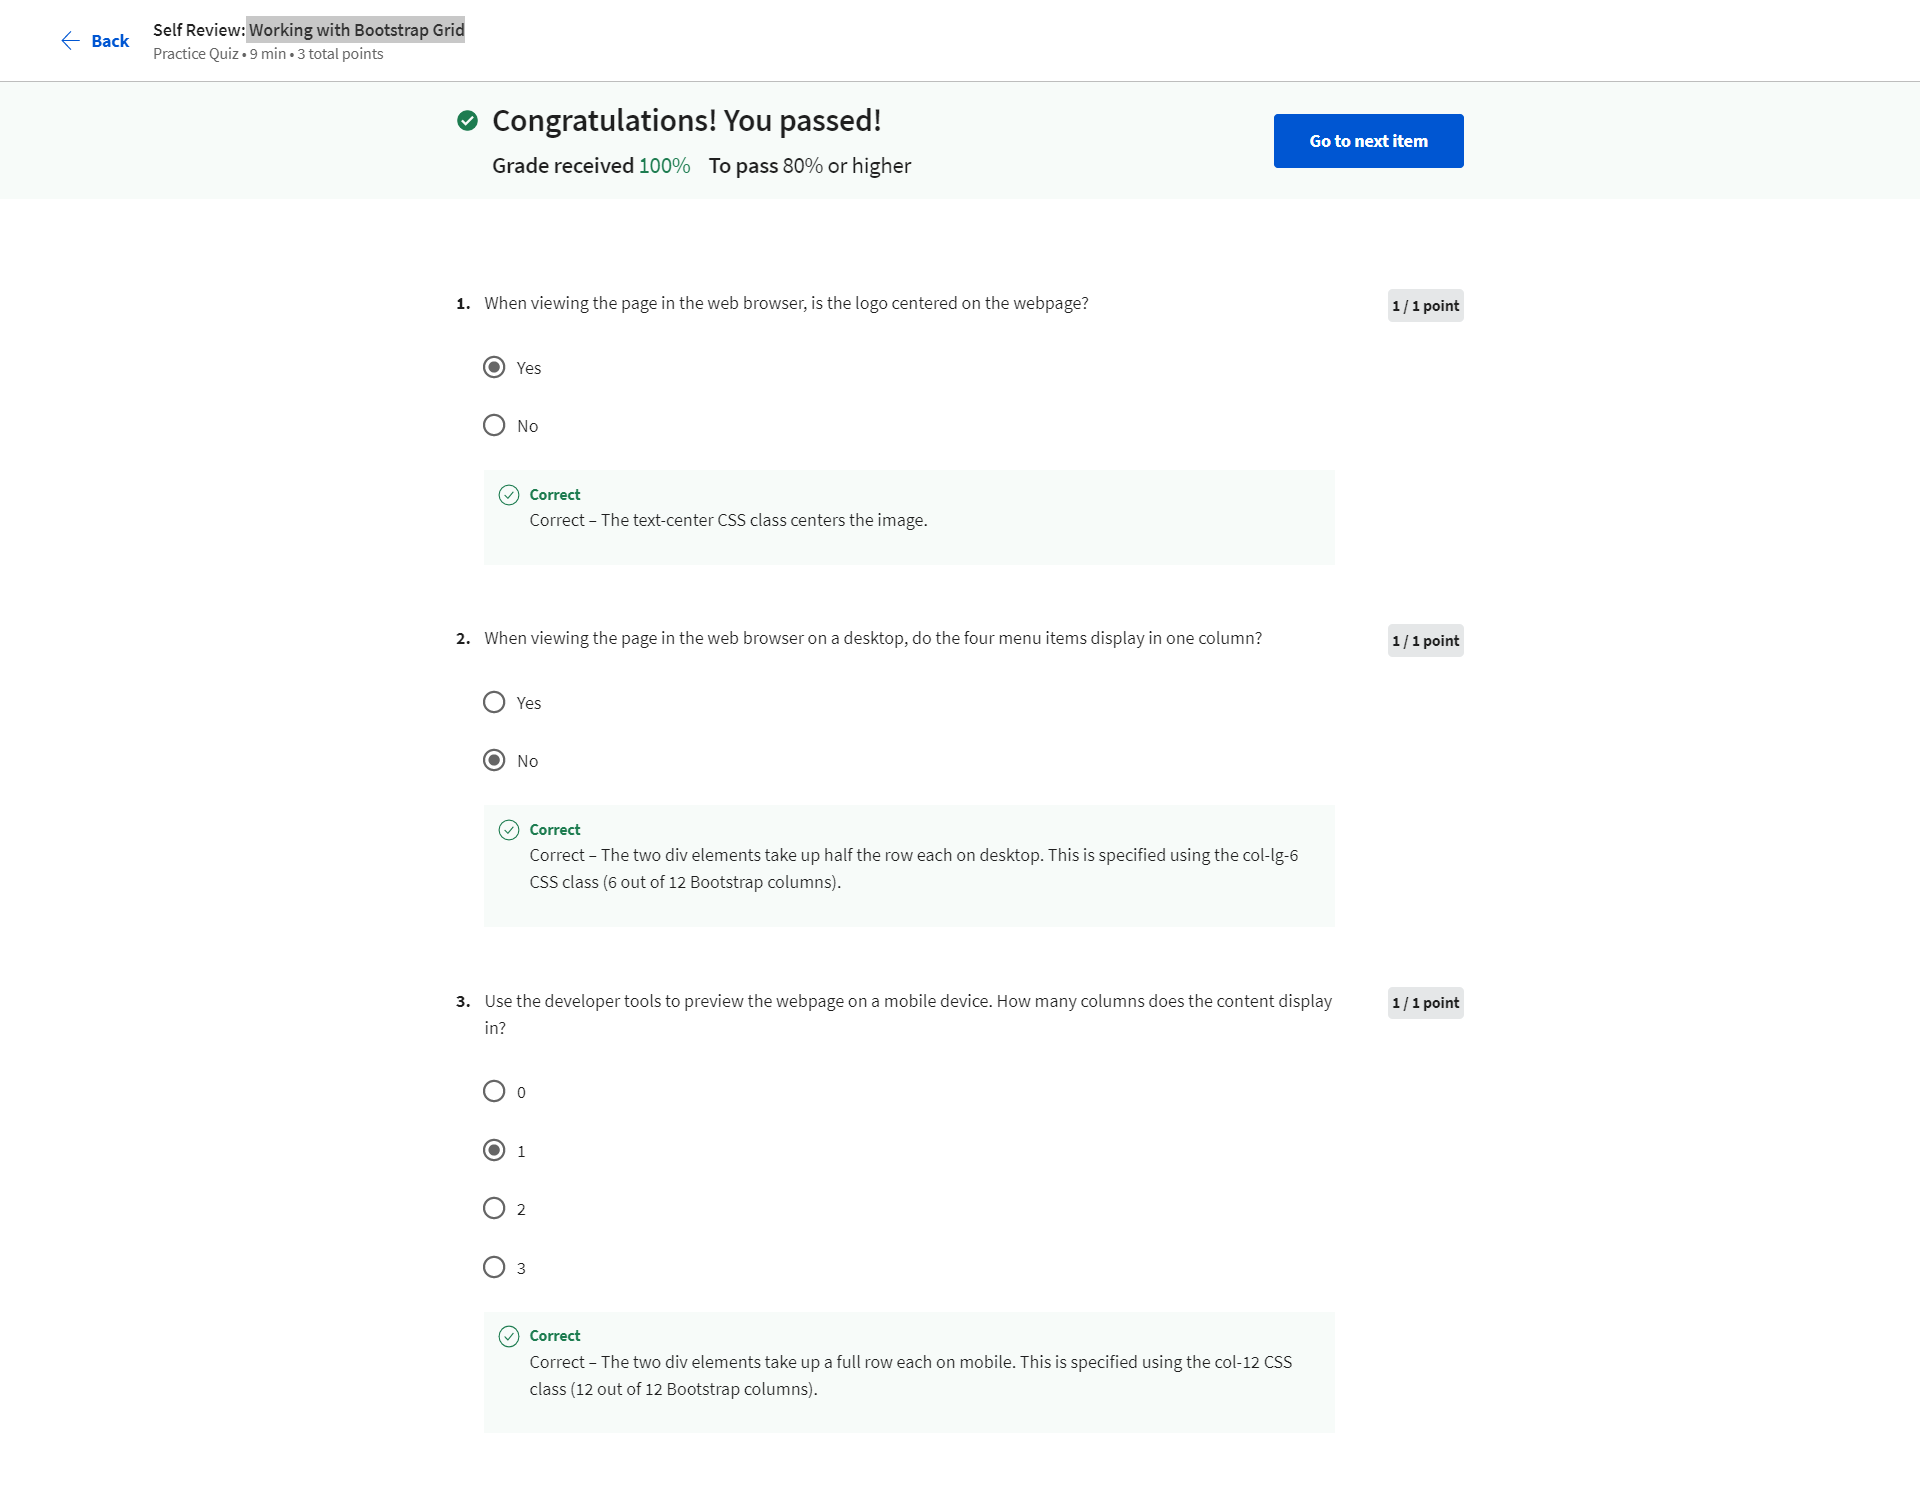 Back
Self Review: Working with Bootstrap Grid
Practice Quiz • 9 min • 3 total points
Congratulations! You passed!
Grade received 100% To pass 80% or higher
Go to next item
1. When viewing the page in the web browser, is the logo centered on the webpage?
1 / 1 point
Yes
No
Correct
Correct – The text-center CSS class centers the image.
2. When viewing the page in the web browser on a desktop, do the four menu items display in one column?
1 / 1 point
Yes
No
Correct
Correct – The two div elements take up half the row each on desktop. This is specified using the col-lg-6
CSS class (6 out of 12 Bootstrap columns).
3. Use the developer tools to preview the webpage on a mobile device. How many columns does the content display
in?
1 / 1 point
0
1
2
3
Correct
Correct – The two div elements take up a full row each on mobile. This is specified using the col-12 CSS
class (12 out of 12 Bootstrap columns).